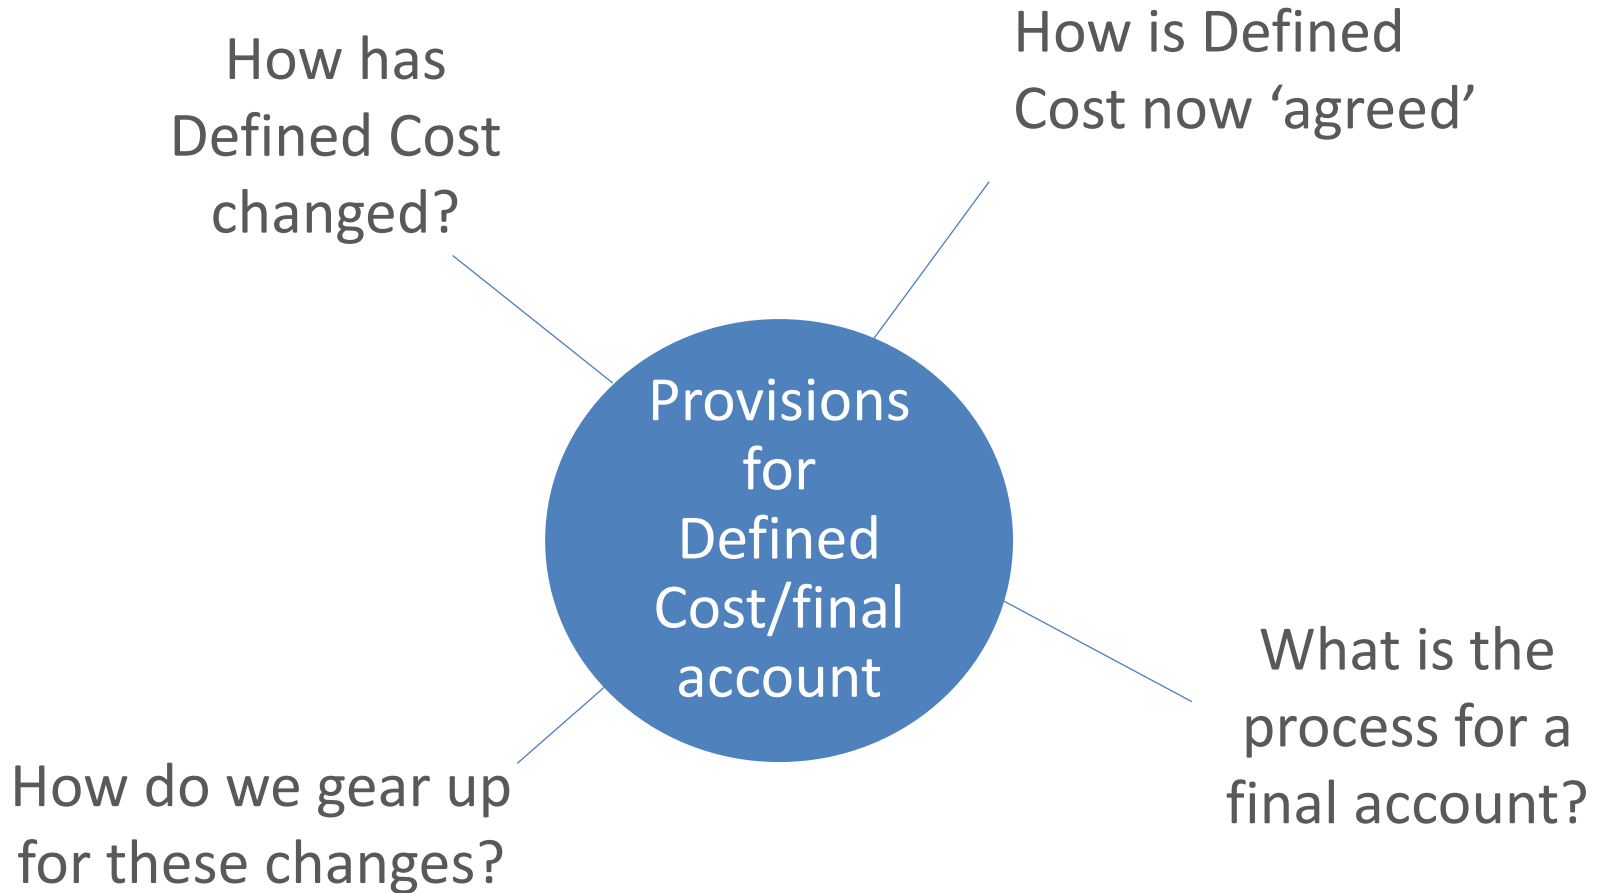 How has
Defined Cost
changed?
How is Defined
Cost now ‘agreed’
Provisions
for
Defined
Cost/final
account
What is the
process for a
final account?
How do we gear up
for these changes?